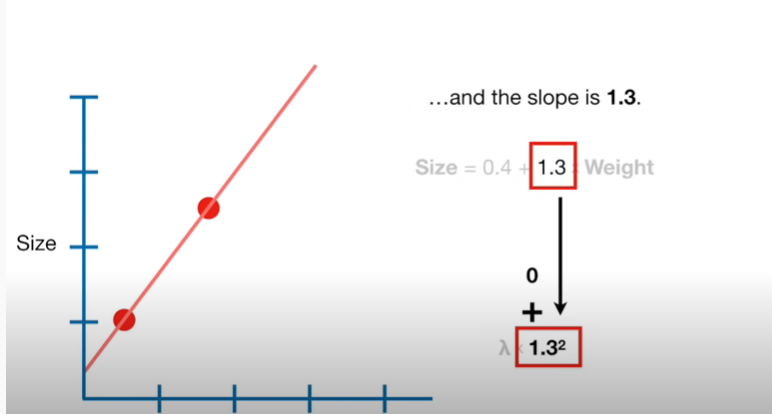 ...and the slope is 1.3.
Size = 0.4 + 1.3 × Weight
Size
0
+
λ × 1.3²